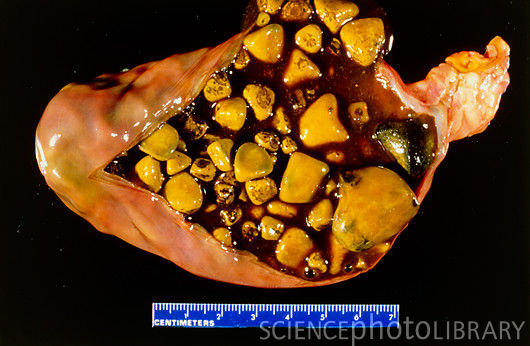 1 2 3 4 5 6 7
CENTIMETERS
SCIENCEPHOTOLIBRARY